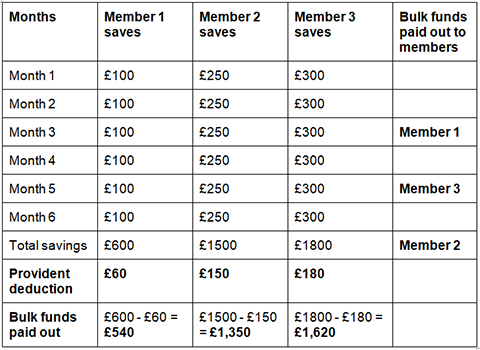 Months Member 1 saves Member 2 saves Member 3 saves Bulk funds paid out to members
Month 1 £100 £250 £300
Month 2 £100 £250 £300
Month 3 £100 £250 £300 Member 1
Month 4 £100 £250 £300
Month 5 £100 £250 £300 Member 3
Month 6 £100 £250 £300
Total savings £600 £1500 £1800 Member 2
Provident deduction £60 £150 £180
Bulk funds paid out £600 - £60 = £540 £1500 - £150 = £1,350 £1800 - £180 = £1,620